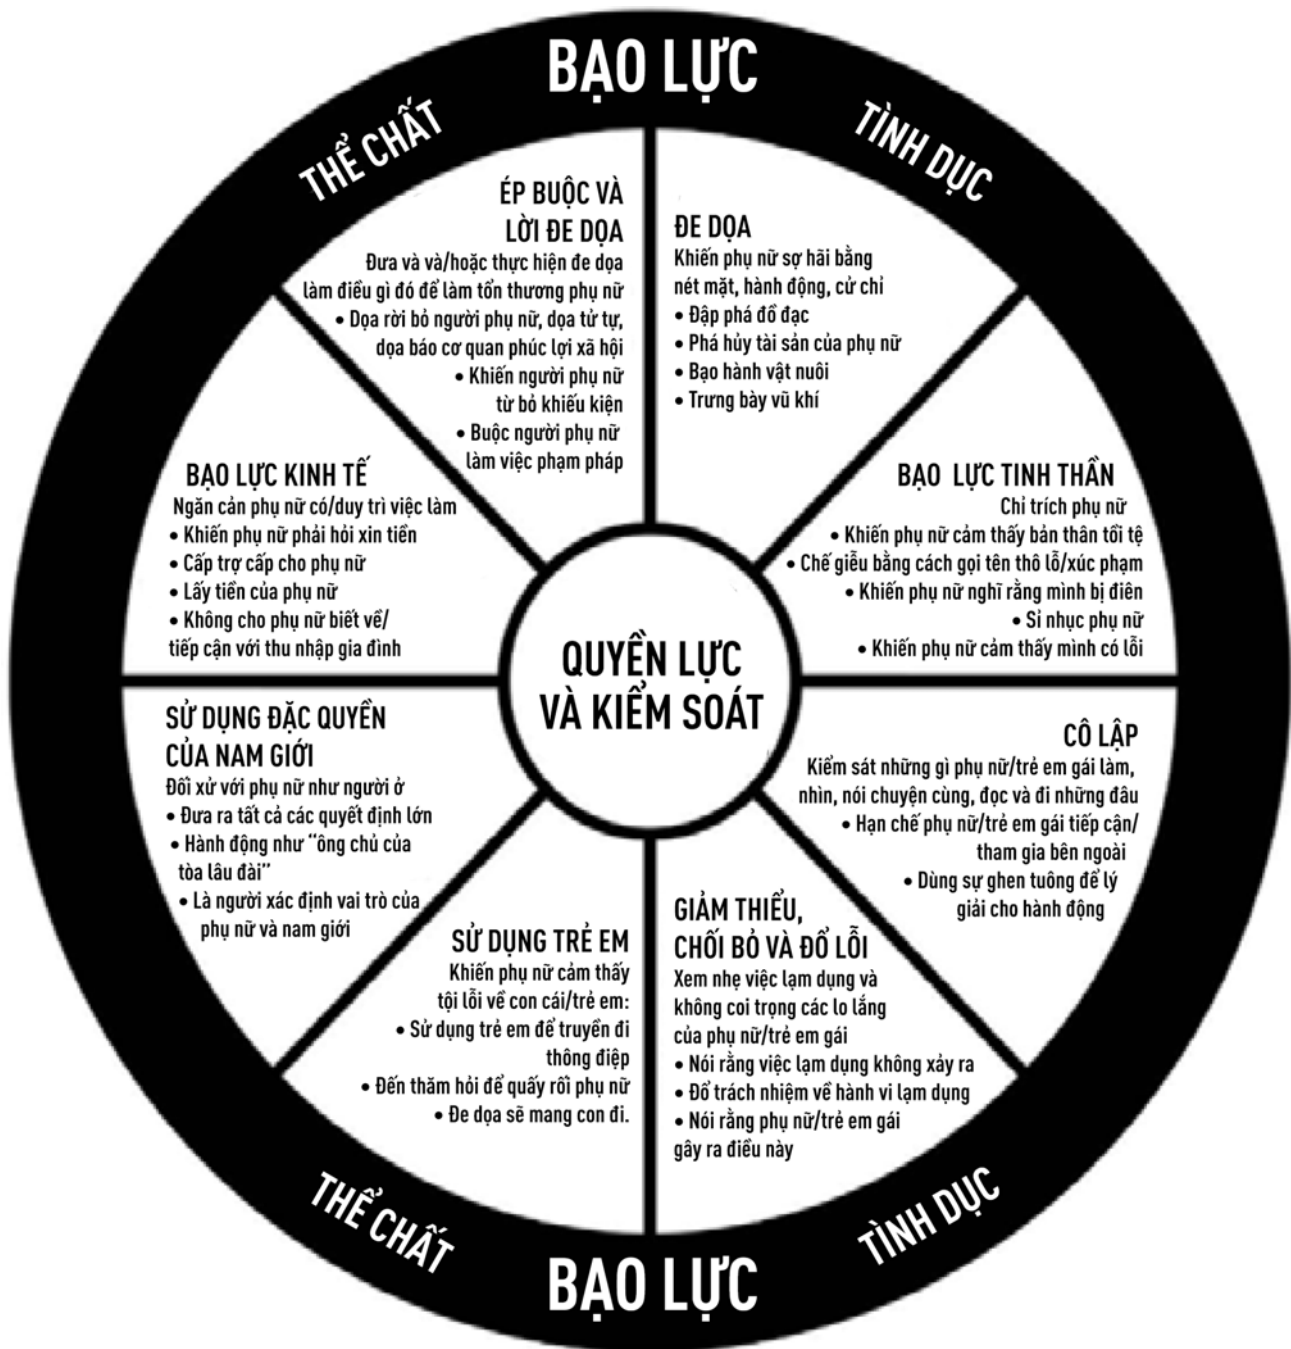 BẠO LỰC
THỂ CHẤT
TÌNH DỤC
ÉP BUỘC VÀ
LỜI ĐE DỌA
Đưa và và/hoặc thực hiện đe dọa
làm điều gì đó để làm tổn thương phụ nữ
• Dọa rời bỏ người phụ nữ, dọa tử tự,
dọa báo cơ quan phúc lợi xã hội
• Khiến người phụ nữ
từ bỏ khiếu kiện
• Buộc người phụ nữ
làm việc phạm pháp
ĐE DỌA
Khiến phụ nữ sợ hãi bằng
nét mặt, hành động, cử chỉ
• Đập phá đồ đạc
• Phá hủy tài sản của phụ nữ
• Bạo hành vật nuôi
• Trưng bày vũ khí
BẠO LỰC KINH TẾ
Ngăn cản phụ nữ có/duy trì việc làm
• Khiến phụ nữ phải hỏi xin tiền
• Cấp trợ cấp cho phụ nữ
• Lấy tiền của phụ nữ
• Không cho phụ nữ biết về/
tiếp cận với thu nhập gia đình
BẠO LỰC TINH THẦN
Chỉ trích phụ nữ
• Khiến phụ nữ cảm thấy bản thân tồi tệ
• Chế giễu bằng cách gọi tên thô lỗ/xúc phạm
• Khiến phụ nữ nghĩ rằng mình bị điên
• Sỉ nhục phụ nữ
• Khiến phụ nữ cảm thấy mình có lỗi
QUYỀN LỰC
VÀ KIỂM SOÁT
SỬ DỤNG ĐẶC QUYỀN
CỦA NAM GIỚI
Đối xử với phụ nữ như người ở
• Đưa ra tất cả các quyết định lớn
• Hành động như “ông chủ của
tòa lâu đài”
• Là người xác định vai trò của
phụ nữ và nam giới
CÔ LẬP
Kiểm sát những gì phụ nữ/trẻ em gái làm,
nhìn, nói chuyện cùng, đọc và đi những đâu
• Hạn chế phụ nữ/trẻ em gái tiếp cận/
tham gia bên ngoài
• Dùng sự ghen tuông để lý
giải cho hành động
SỬ DỤNG TRẺ EM
Khiến phụ nữ cảm thấy
tội lỗi về con cái/trẻ em:
• Sử dụng trẻ em để truyền đi
thông điệp
• Đến thăm hỏi để quấy rối phụ nữ
• Đe dọa sẽ mang con đi.
GIẢM THIỂU,
CHỐI BỎ VÀ ĐỔ LỖI
Xem nhẹ việc lạm dụng và
không coi trọng các lo lắng
của phụ nữ/trẻ em gái
• Nói rằng việc lạm dụng không xảy ra
• Đổ trách nhiệm về hành vi lạm dụng
• Nói rằng phụ nữ/trẻ em gái
gây ra điều này
THỂ CHẤT
TÌNH DỤC
BẠO LỰC